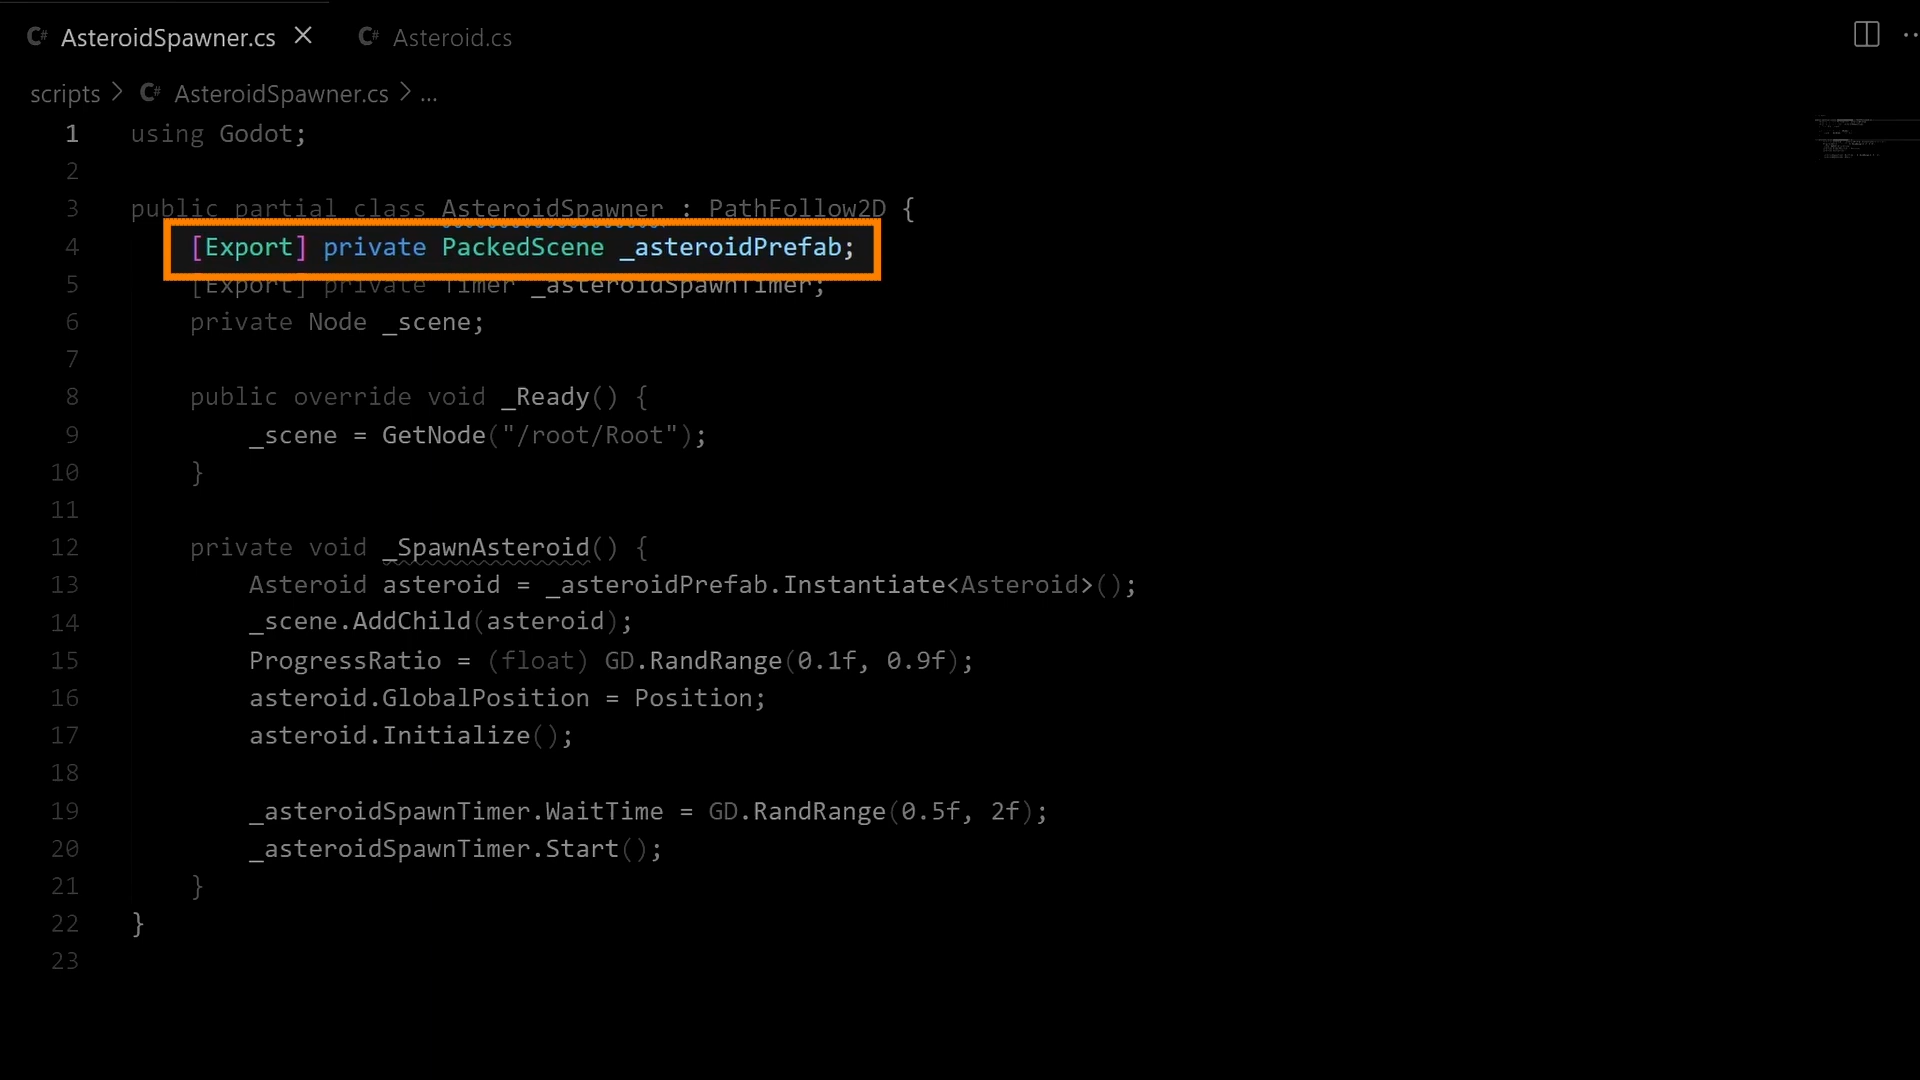 C# AsteroidSpawner.cs × C# Asteroid.cs
scripts > C# AsteroidSpawner.cs > ...
1 using Godot;
2
3 public partial class AsteroidSpawner : PathFollow2D {
4 [Export] private PackedScene _asteroidPrefab;
5 [Export] private Timer _asteroidSpawnTimer;
6 private Node _scene;
7
8 public override void _Ready() {
9 _scene = GetNode("/root/Root");
10 }
11
12 private void _SpawnAsteroid() {
13 Asteroid asteroid = _asteroidPrefab.Instantiate<Asteroid>();
14 _scene.AddChild(asteroid);
15 ProgressRatio = (float) GD.RandRange(0.1f, 0.9f);
16 asteroid.GlobalPosition = Position;
17 asteroid.Initialize();
18
19 _asteroidSpawnTimer.WaitTime = GD.RandRange(0.5f, 2f);
20 _asteroidSpawnTimer.Start();
21 }
22 }
23